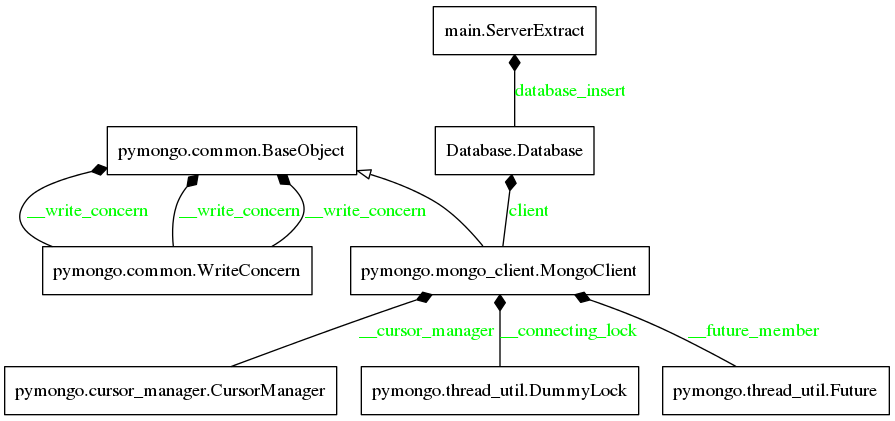 main.ServerExtract
database_insert
pymongo.common.BaseObject
Database.Database
__write_concern
__write_concern
__write_concern
client
pymongo.common.WriteConcern
pymongo.mongo_client.MongoClient
__cursor_manager
__connecting_lock
__future_member
pymongo.cursor_manager.CursorManager
pymongo.thread_util.DummyLock
pymongo.thread_util.Future